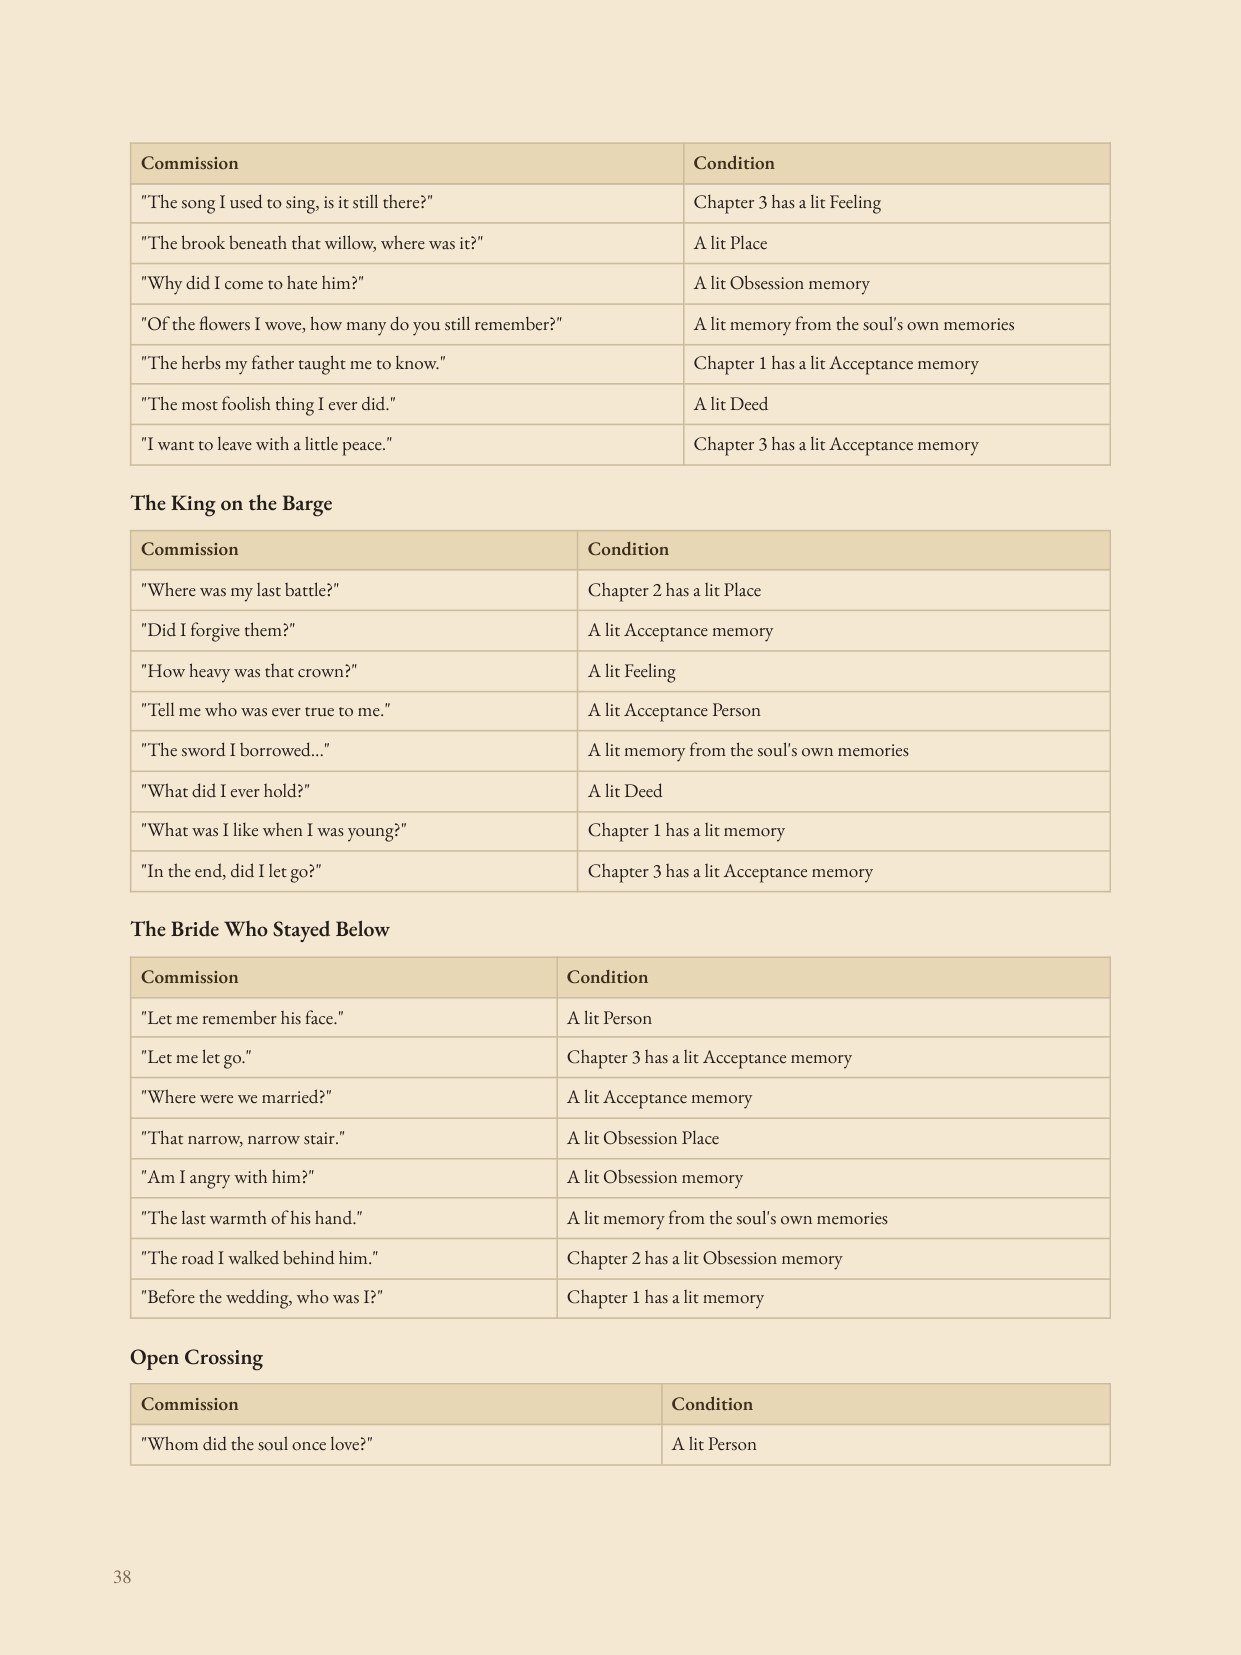 Commission Condition
"The song I used to sing, is it still there?" Chapter 3 has a lit Feeling
"The brook beneath that willow, where was it?" A lit Place
"Why did I come to hate him?" A lit Obsession memory
"Of the flowers I wove, how many do you still remember?" A lit memory from the soul's own memories
"The herbs my father taught me to know." Chapter 1 has a lit Acceptance memory
"The most foolish thing I ever did." A lit Deed
"I want to leave with a little peace." Chapter 3 has a lit Acceptance memory
The King on the Barge
Commission Condition
"Where was my last battle?" Chapter 2 has a lit Place
"Did I forgive them?" A lit Acceptance memory
"How heavy was that crown?" A lit Feeling
"Tell me who was ever true to me." A lit Acceptance Person
"The sword I borrowed..." A lit memory from the soul's own memories
"What did I ever hold?" A lit Deed
"What was I like when I was young?" Chapter 1 has a lit memory
"In the end, did I let go?" Chapter 3 has a lit Acceptance memory
The Bride Who Stayed Below
Commission Condition
"Let me remember his face." A lit Person
"Let me let go." Chapter 3 has a lit Acceptance memory
"Where were we married?" A lit Acceptance memory
"That narrow, narrow stair." A lit Obsession Place
"Am I angry with him?" A lit Obsession memory
"The last warmth of his hand." A lit memory from the soul's own memories
"The road I walked behind him." Chapter 2 has a lit Obsession memory
"Before the wedding, who was I?" Chapter 1 has a lit memory
Open Crossing
Commission Condition
"Whom did the soul once love?" A lit Person
38